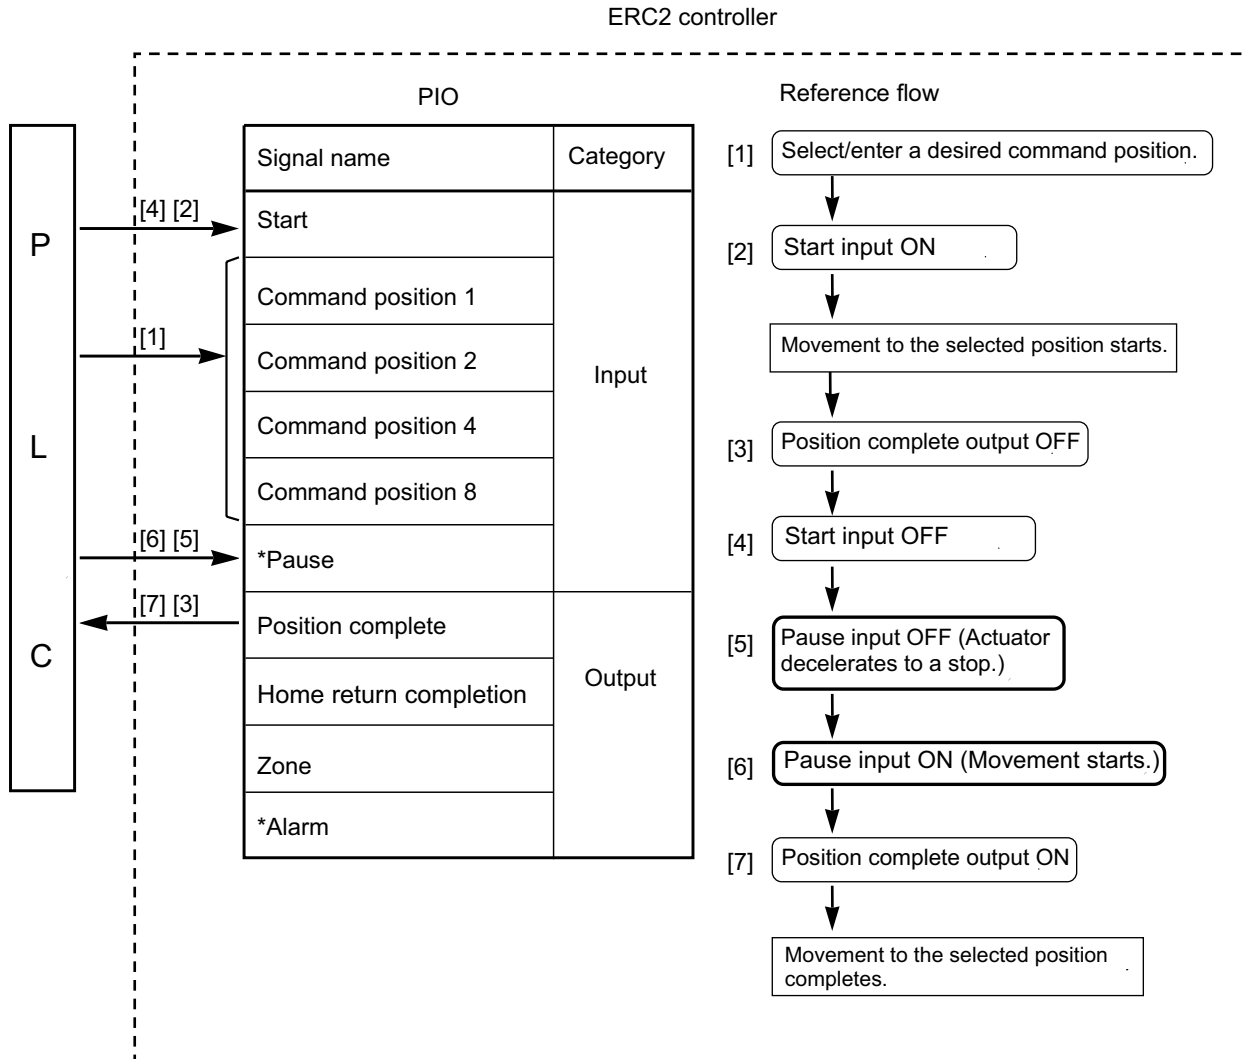 ERC2 controller
PIO
Reference flow
P
L
C
Signal name
Category
[4] [2]
Start
Command position 1
[1]
Command position 2
Input
Command position 4
Command position 8
[6] [5]
*Pause
[7] [3]
Position complete
Output
Home return completion
Zone
*Alarm
[1]
Select/enter a desired command position.
[2]
Start input ON
Movement to the selected position starts.
[3]
Position complete output OFF
[4]
Start input OFF
[5]
Pause input OFF (Actuator
decelerates to a stop.)
[6]
Pause input ON (Movement starts.)
[7]
Position complete output ON
Movement to the selected position
completes.